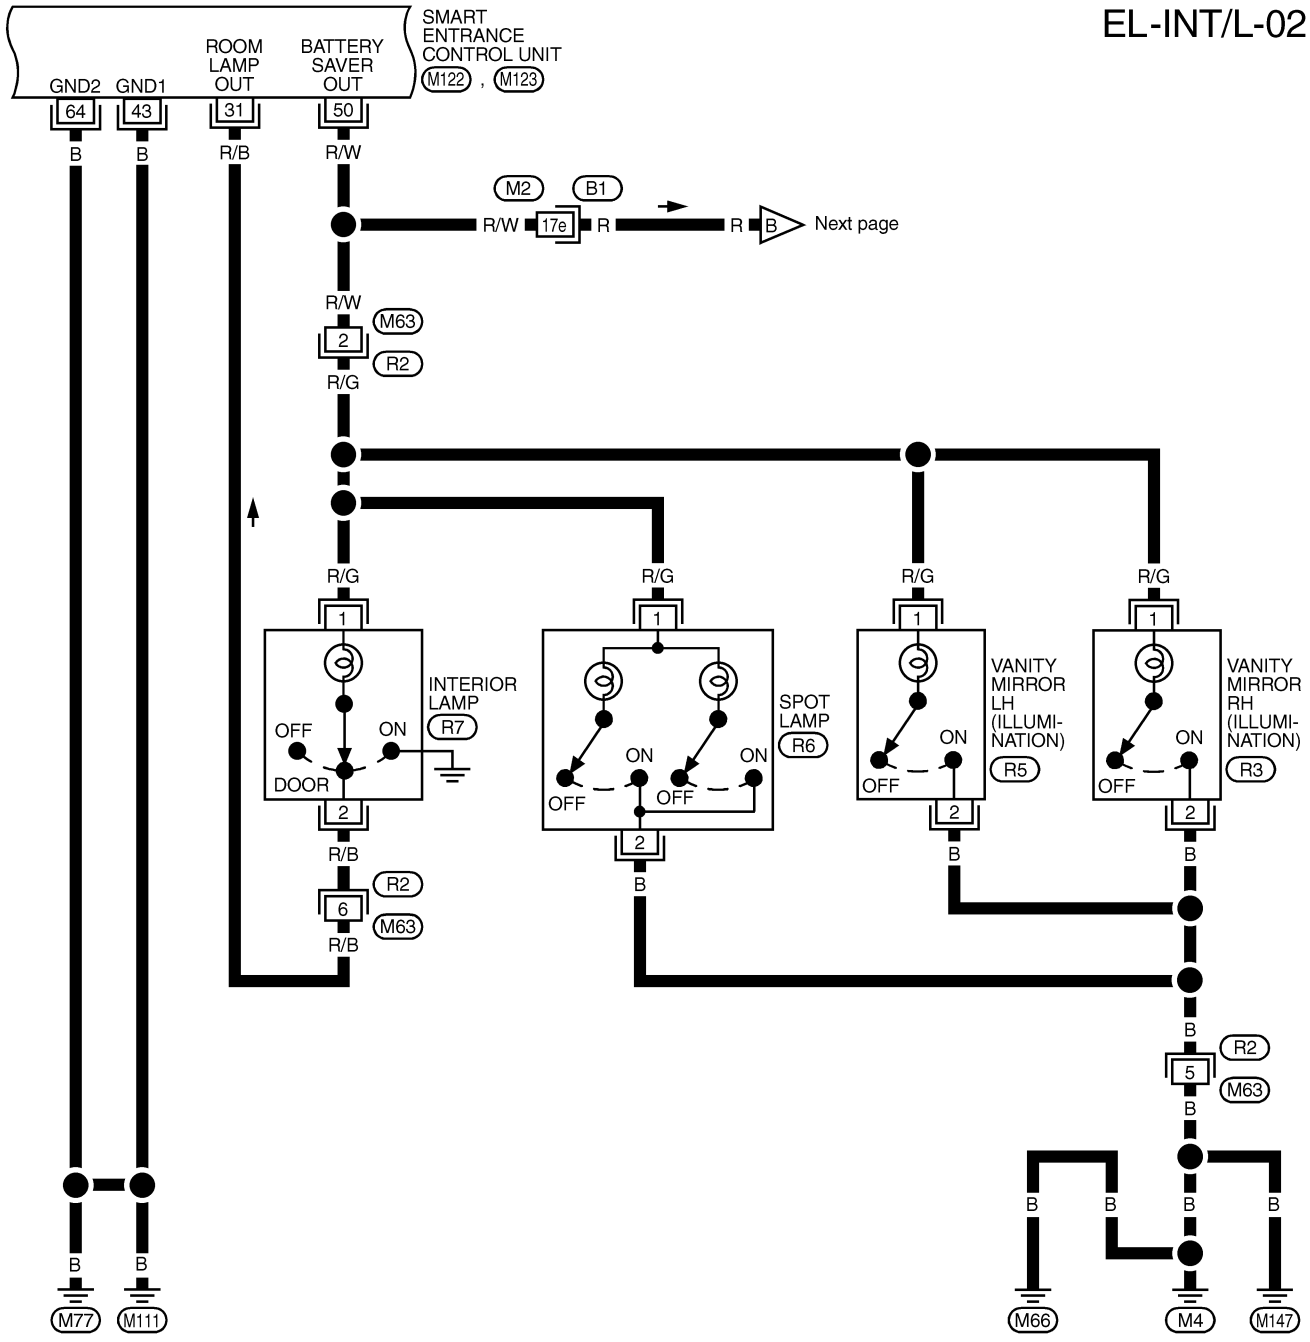 EL-INT/L-02
SMART
ENTRANCE
CONTROL UNIT
M122 , M123
ROOM
LAMP
OUT
BATTERY
SAVER
OUT
GND2 GND1
64 43 31 50
B B R/B R/W
M2 B1
R/W 17e R R B Next page
R/W
M63
2
R2
R/G
R/G R/G R/G R/G
1 1 1 1
INTERIOR
LAMP
R7
OFF ON
DOOR
2
SPOT
LAMP
R6
ON ON
OFF OFF
2
VANITY
MIRROR
LH
(ILLUMI-
NATION)
R5
ON
OFF
2
VANITY
MIRROR
RH
(ILLUMI-
NATION)
R3
ON
OFF
2
R/B B B B
R2
6
M63
R/B
B
R2
5
M63
B
B B B B
B B
M77 M111 M66 M4 M147